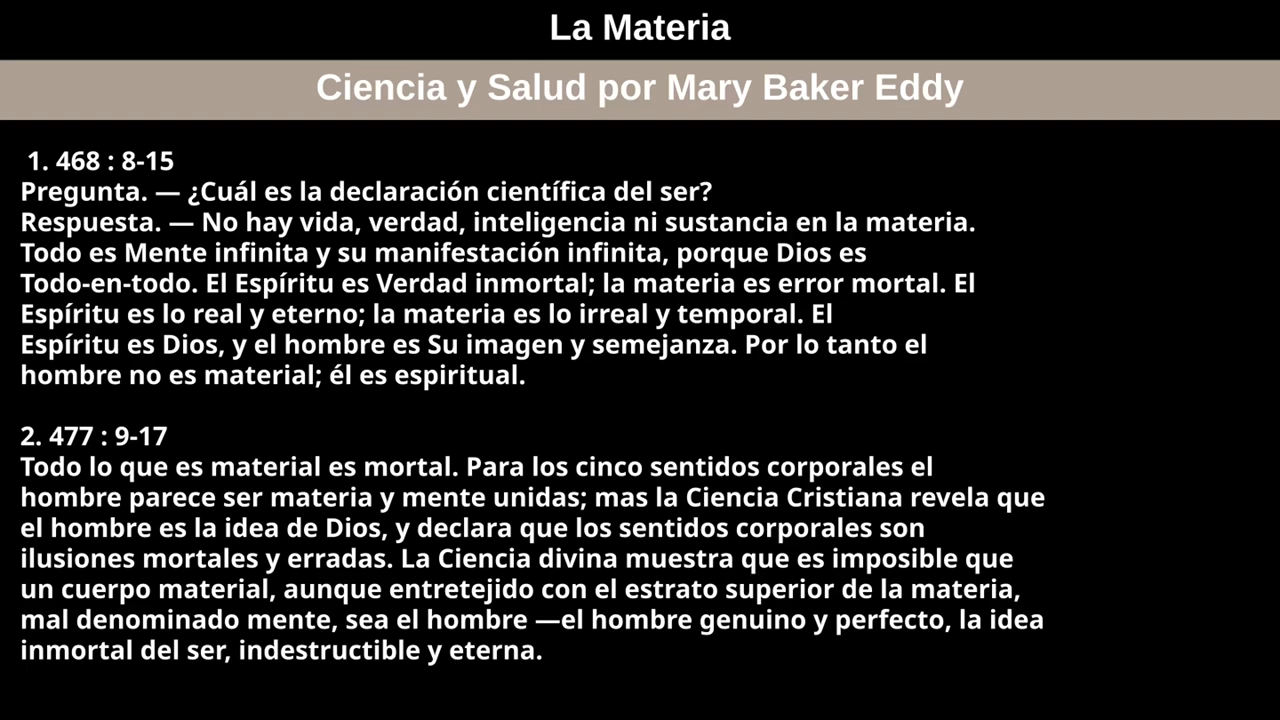 La Materia
Ciencia y Salud por Mary Baker Eddy
1. 468 : 8-15
Pregunta. — ¿Cuál es la declaración científica del ser?
Respuesta. — No hay vida, verdad, inteligencia ni sustancia en la materia.
Todo es Mente infinita y su manifestación infinita, porque Dios es
Todo-en-todo. El Espíritu es Verdad inmortal; la materia es error mortal. El
Espíritu es lo real y eterno; la materia es lo irreal y temporal. El
Espíritu es Dios, y el hombre es Su imagen y semejanza. Por lo tanto el
hombre no es material; él es espiritual.
2. 477 : 9-17
Todo lo que es material es mortal. Para los cinco sentidos corporales el
hombre parece ser materia y mente unidas; mas la Ciencia Cristiana revela que
el hombre es la idea de Dios, y declara que los sentidos corporales son
ilusiones mortales y erradas. La Ciencia divina muestra que es imposible que
un cuerpo material, aunque entretejido con el estrato superior de la materia,
mal denominado mente, sea el hombre —el hombre genuino y perfecto, la idea
inmortal del ser, indestructible y eterna.